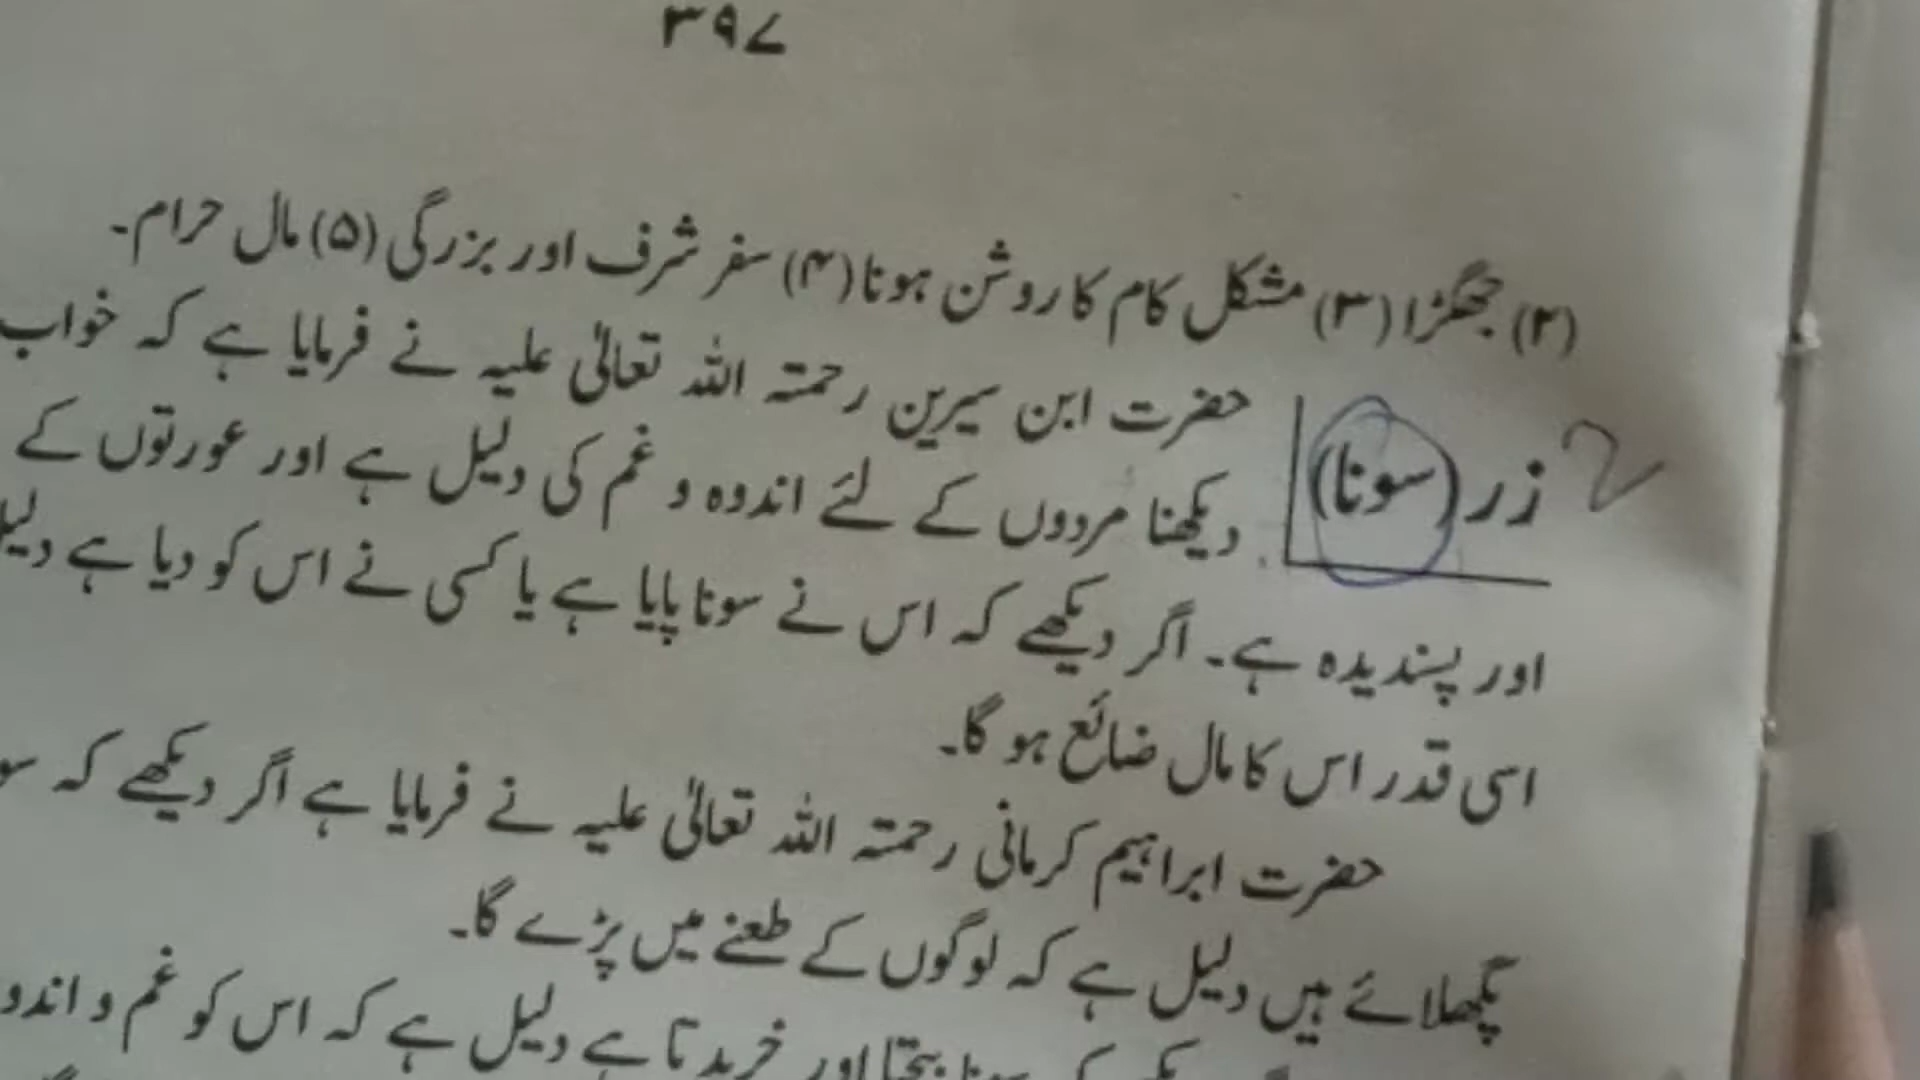 ۳۹۷
(۲) جھگڑا (۳) مشکل کام کا روشن ہونا (۴) سفر شرف اور بزرگی (۵) مال حرام۔
زر (سونا)
حضرت ابن سیرین رحمتہ اللہ تعالیٰ علیہ نے فرمایا ہے کہ خواب
دیکھنا مردوں کے لئے اندوہ و غم کی دلیل ہے اور عورتوں کے
اور پسندیدہ ہے۔ اگر دیکھے کہ اس نے سونا پایا ہے یا کسی نے اس کو دیا ہے
اسی قدر اس کا مال ضائع ہو گا۔
حضرت ابراہیم کرمانی رحمتہ اللہ تعالیٰ علیہ نے فرمایا ہے اگر دیکھے کہ
پگھلائے ہیں دلیل ہے کہ لوگوں کے طعنے میں پڑے گا۔
بیچتا اور خریدتا ہے دلیل ہے کہ اس کو غم و